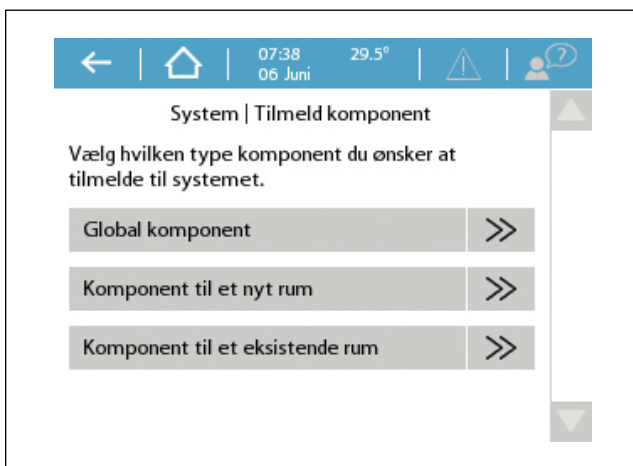 07:38 29.5°
06 Juni
?
System | Tilmeld komponent
Vælg hvilken type komponent du ønsker at
tilmelde til systemet.
Global komponent
Komponent til et nyt rum
Komponent til et eksistende rum